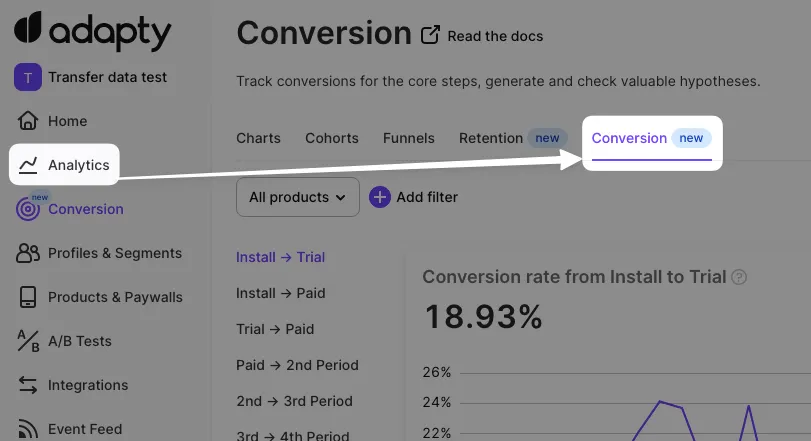 adapty
T Transfer data test
Home
Analytics
new
Conversion
Profiles & Segments
Products & Paywalls
A/B Tests
Integrations
Event Feed
Conversion Read the docs
Track conversions for the core steps, generate and check valuable hypotheses.
Charts Cohorts Funnels Retention new Conversion new
All products + Add filter
Install → Trial
Install → Paid
Trial → Paid
Paid → 2nd Period
2nd → 3rd Period
3rd → 4th Period
Conversion rate from Install to Trial ?
18.93%
26%
24%
22%